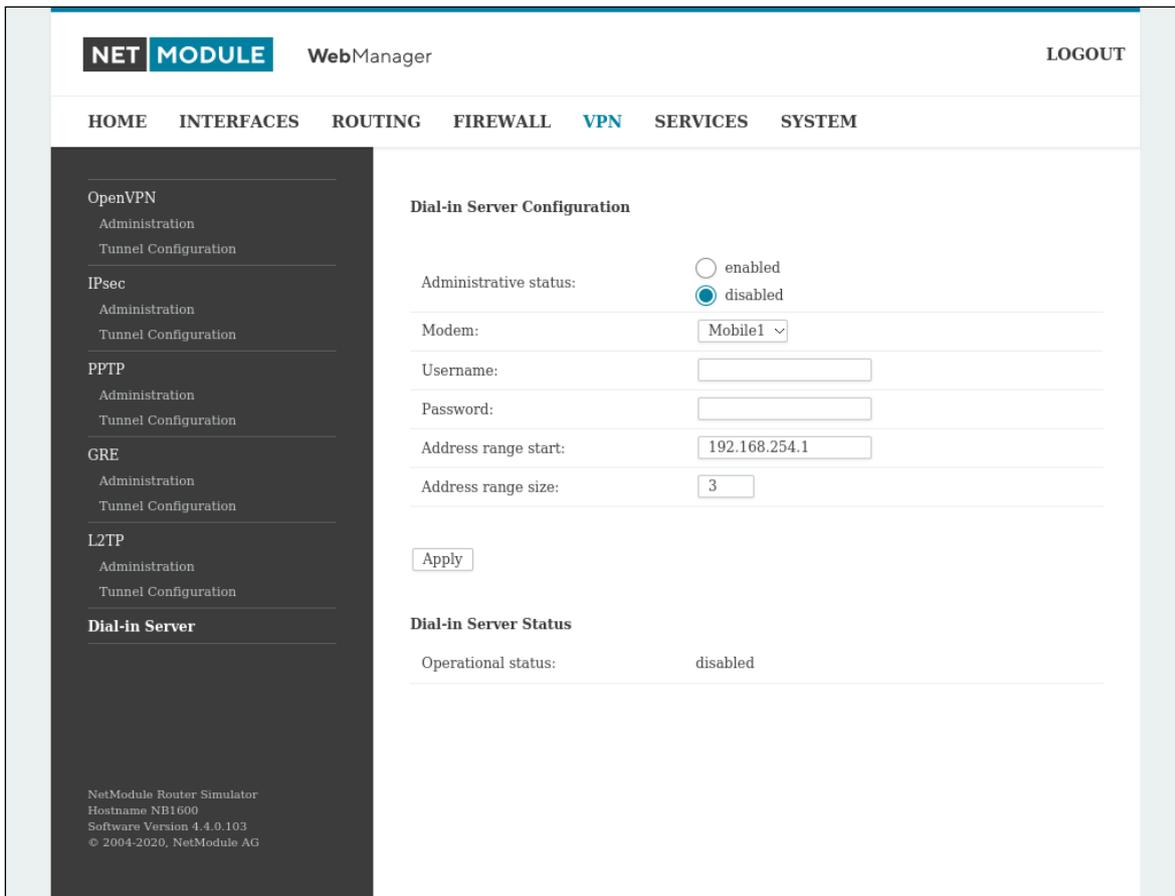 NET MODULE WebManager LOGOUT
HOME INTERFACES ROUTING FIREWALL VPN SERVICES SYSTEM
OpenVPN
Administration
Tunnel Configuration
IPsec
Administration
Tunnel Configuration
PPTP
Administration
Tunnel Configuration
GRE
Administration
Tunnel Configuration
L2TP
Administration
Tunnel Configuration
Dial-in Server
NetModule Router Simulator
Hostname NB1600
Software Version 4.4.0.103
© 2004-2020, NetModule AG
Dial-in Server Configuration
Administrative status: enabled
disabled
Modem: Mobile1
Username:
Password:
Address range start: 192.168.254.1
Address range size: 3
Apply
Dial-in Server Status
Operational status: disabled